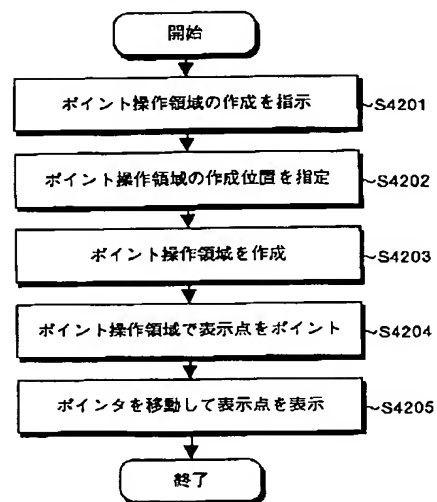 開始
ポイント操作領域の作成を指示 ~S4201
ポイント操作領域の作成位置を指定 ~S4202
ポイント操作領域を作成 ~S4203
ポイント操作領域で表示点をポイント ~S4204
ポインタを移動して表示点を表示 ~S4205
終了